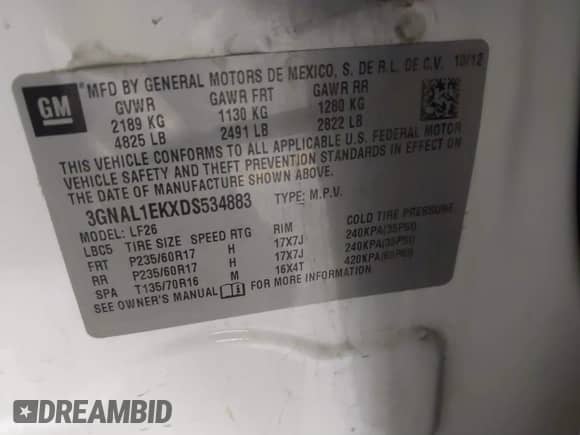 GM
MFD BY GENERAL MOTORS DE MEXICO, S. DE R.L. DE C.V. 10/12
GVWR GAWR FRT GAWR RR
2189 KG 1130 KG 1280 KG
4825 LB 2491 LB 2822 LB
THIS VEHICLE CONFORMS TO ALL APPLICABLE U.S. FEDERAL MOTOR
VEHICLE SAFETY AND THEFT PREVENTION STANDARDS IN EFFECT
ON THE DATE OF MANUFACTURE SHOWN ABOVE.
3GNAL1EKXDS534883 TYPE: M.P.V.
MODEL: LF26
LBC5 TIRE SIZE SPEED RTG RIM COLD TIRE PRESSURE
FRT P235/60R17 H 17X7J 240KPA(35PSI)
RR P235/60R17 H 17X7J 240KPA(35PSI)
SPA T135/70R16 M 16X4T 420KPA(60PSI)
SEE OWNER'S MANUAL FOR MORE INFORMATION.
DREAMBID